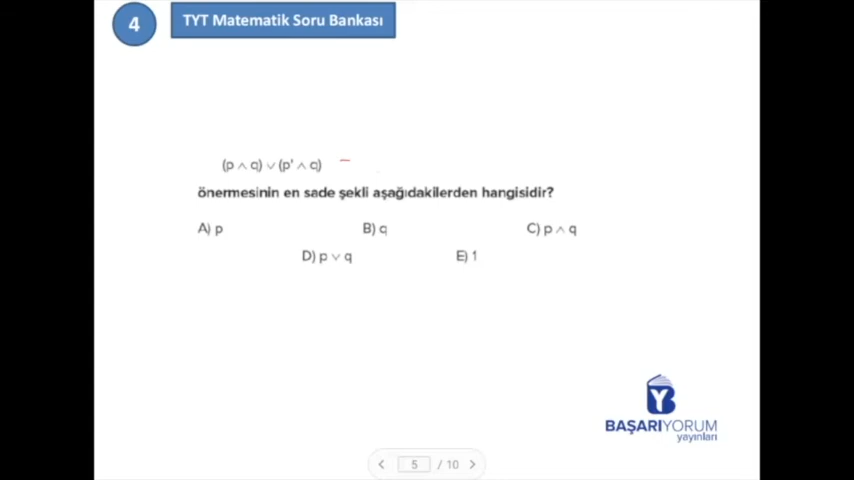 4
TYT Matematik Soru Bankası
(p ∧ q) ∨ (p' ∧ q)
önermesinin en sade şekli aşağıdakilerden hangisidir?
A) p B) q C) p ∧ q
D) p ∨ q E) 1
BAŞARIYORUM
yayınları
5 / 10